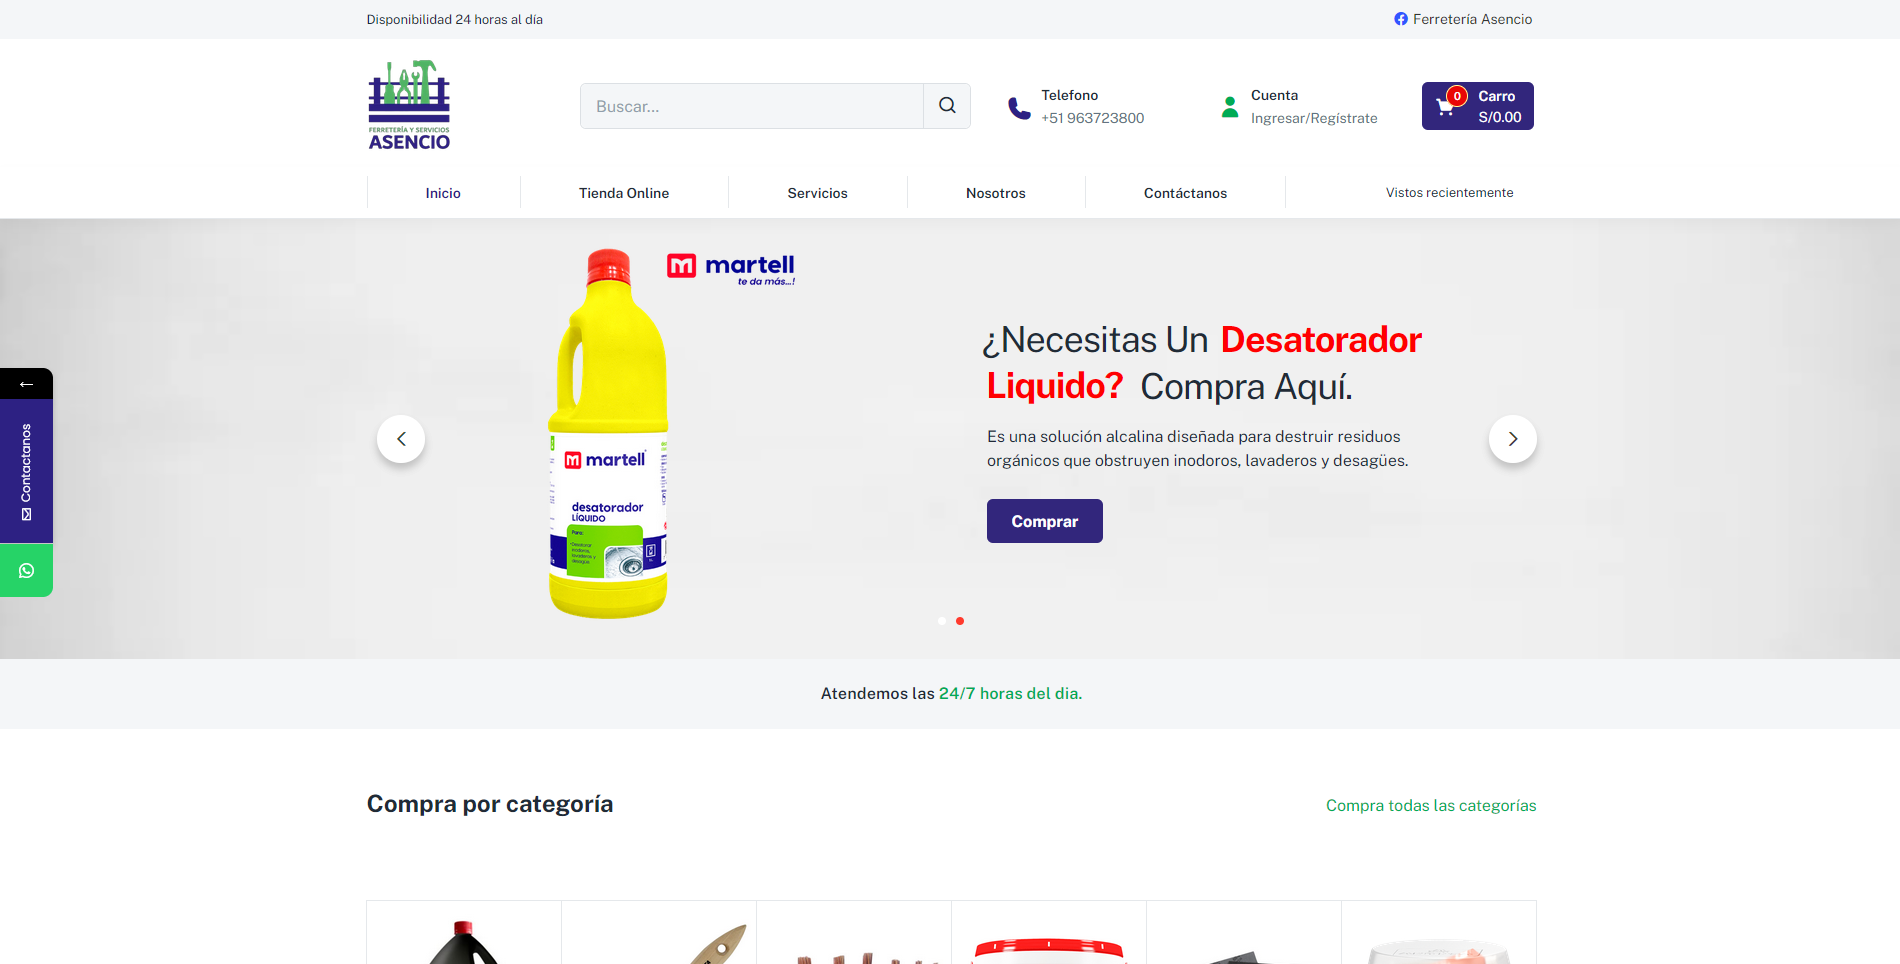 Disponibilidad 24 horas al día
Ferretería Asencio
FERRETERÍA Y SERVICIOS
ASENCIO
Buscar...
Telefono
+51 963723800
Cuenta
Ingresar/Regístrate
0
Carro
S/0.00
Inicio
Tienda Online
Servicios
Nosotros
Contáctanos
Vistos recientemente
martell
te da más...!
¿Necesitas Un Desatorador
Liquido? Compra Aquí.
Es una solución alcalina diseñada para destruir residuos
orgánicos que obstruyen inodoros, lavaderos y desagües.
Comprar
martell
desatorador
LÍQUIDO
Para:
Contactanos
Atendemos las 24/7 horas del dia.
Compra por categoría
Compra todas las categorías